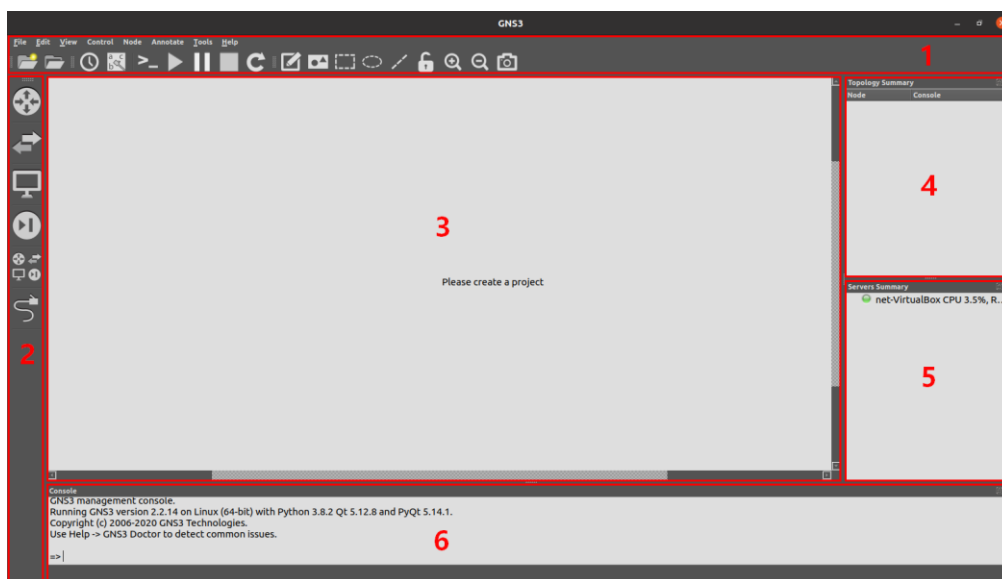 GNS3
File Edit View Control Node Annotate Tools Help
1
2
3
Please create a project
Topology Summary
Node Console
4
Servers Summary
net-VirtualBox CPU 3.5%, R...
5
Console
GNS3 management console.
Running GNS3 version 2.2.14 on Linux (64-bit) with Python 3.8.2 Qt 5.12.8 and PyQt 5.14.1.
Copyright (c) 2006-2020 GNS3 Technologies.
Use Help -> GNS3 Doctor to detect common issues.
6
=>